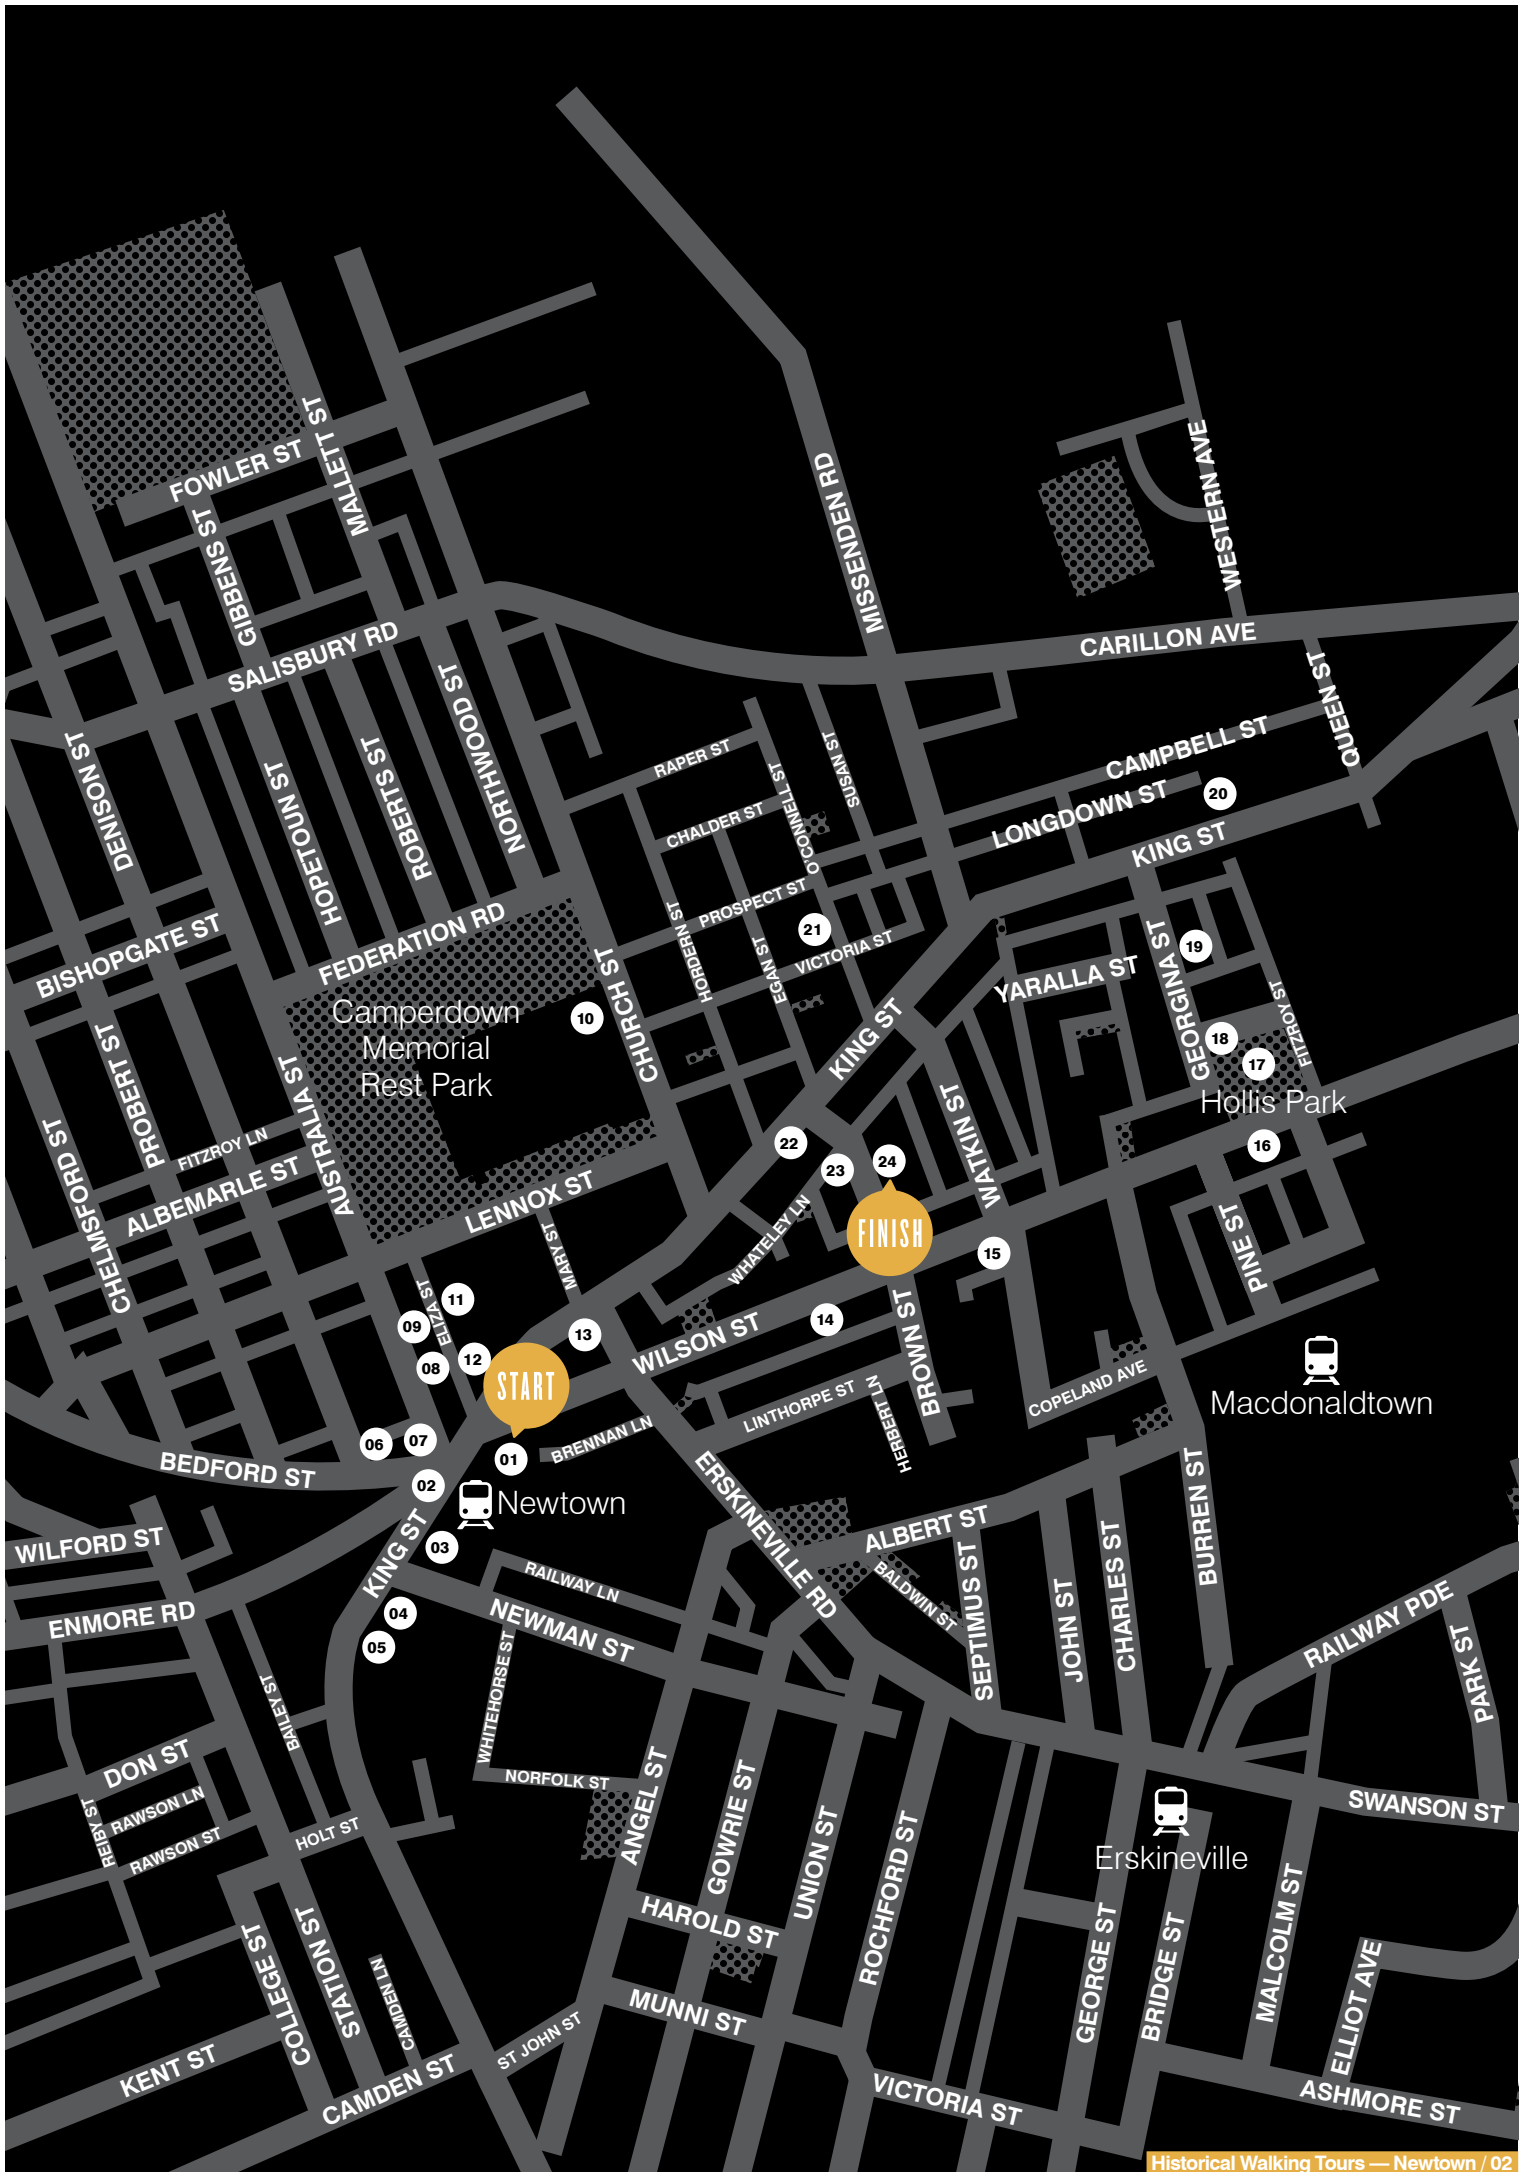 MALLETT ST
FOWLER ST
GIBBENS ST
MISSENDEN RD
WESTERN AVE
CARILLON AVE
SALISBURY RD
QUEEN ST
NORTHWOOD ST
DENISON ST
HOPETOUN ST
ROBERTS ST
RAPER ST
SUSAN ST
O'CONNELL ST
CAMPBELL ST
LONGDOWN ST
20
CHALDER ST
KING ST
PROSPECT ST
BISHOPGATE ST
FEDERATION RD
HORDERN ST
EGAN ST
21
VICTORIA ST
GEORGINA ST
19
YARALLA ST
FITZROY ST
Camperdown
Memorial
Rest Park
10
CHURCH ST
KING ST
PROBERT ST
AUSTRALIA ST
18
17
Hollis Park
WATKIN ST
CHELMSFORD ST
FITZROY LN
ALBEMARLE ST
LENNOX ST
22
23
24
16
MARY ST
WHATELEY LN
FINISH
PINE ST
15
ELIZA ST
11
09
08
12
13
START
WILSON ST
14
BROWN ST
COPELAND AVE
Macdonaldtown
LINTHORPE ST
HERBERT LN
06
07
01
BRENNAN LN
BEDFORD ST
02
Newtown
ERSKINEVILLE RD
BURREN ST
WILFORD ST
KING ST
03
ALBERT ST
RAILWAY LN
BALDWIN ST
SEPTIMUS ST
JOHN ST
CHARLES ST
ENMORE RD
04
05
NEWMAN ST
RAILWAY PDE
PARK ST
WHITEHORSE ST
BAILEY ST
DON ST
NORFOLK ST
REIBY ST
RAWSON LN
RAWSON ST
HOLT ST
ANGEL ST
GOWRIE ST
UNION ST
ROCHFORD ST
SWANSON ST
Erskineville
HAROLD ST
COLLEGE ST
STATION ST
CAMDEN LN
GEORGE ST
BRIDGE ST
MALCOLM ST
ELLIOT AVE
MUNNI ST
ST JOHN ST
KENT ST
CAMDEN ST
VICTORIA ST
ASHMORE ST
Historical Walking Tours — Newtown / 02